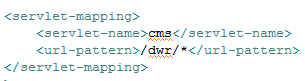 <servlet-mapping>
<servlet-name>cms</servlet-name>
<url-pattern>/dwr/*</url-pattern>
</servlet-mapping>